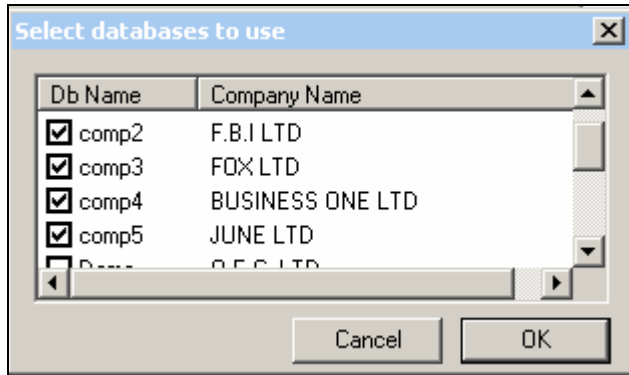 Select databases to use
Db Name Company Name
comp2 F.B.I LTD
comp3 FOX LTD
comp4 BUSINESS ONE LTD
comp5 JUNE LTD
Cancel OK